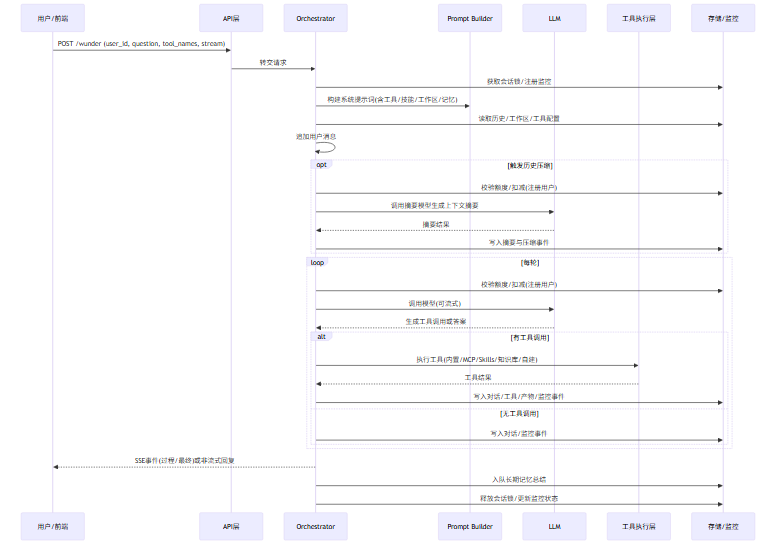 用户/前端
API层
Orchestrator
Prompt Builder
LLM
工具执行层
存储/监控
POST /wunder (user_id, question, tool_names, stream)
转交请求
获取会话锁/注册监控
构建系统提示词(含工具/技能/工作区/记忆)
读取历史/工作区/工具配置
追加用户消息
opt
[触发历史压缩]
校验额度/扣减(注册用户)
调用摘要模型生成上下文摘要
摘要结果
写入摘要与压缩事件
loop
[每轮]
校验额度/扣减(注册用户)
调用模型(可流式)
生成工具调用或答案
alt
[有工具调用]
执行工具(内置/MCP/Skills/知识库/自建)
工具结果
写入对话/工具/产物/监控事件
[无工具调用]
写入对话/监控事件
SSE事件(过程/最终)或非流式回复
入队长期记忆总结
释放会话锁/更新监控状态
用户/前端
API层
Orchestrator
Prompt Builder
LLM
工具执行层
存储/监控